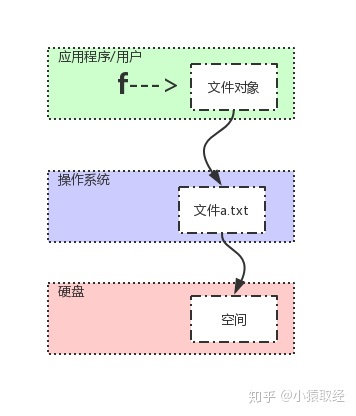 应用程序/用户
f---> 文件对象
操作系统
文件a.txt
硬盘
空间
知乎 @小猿取经